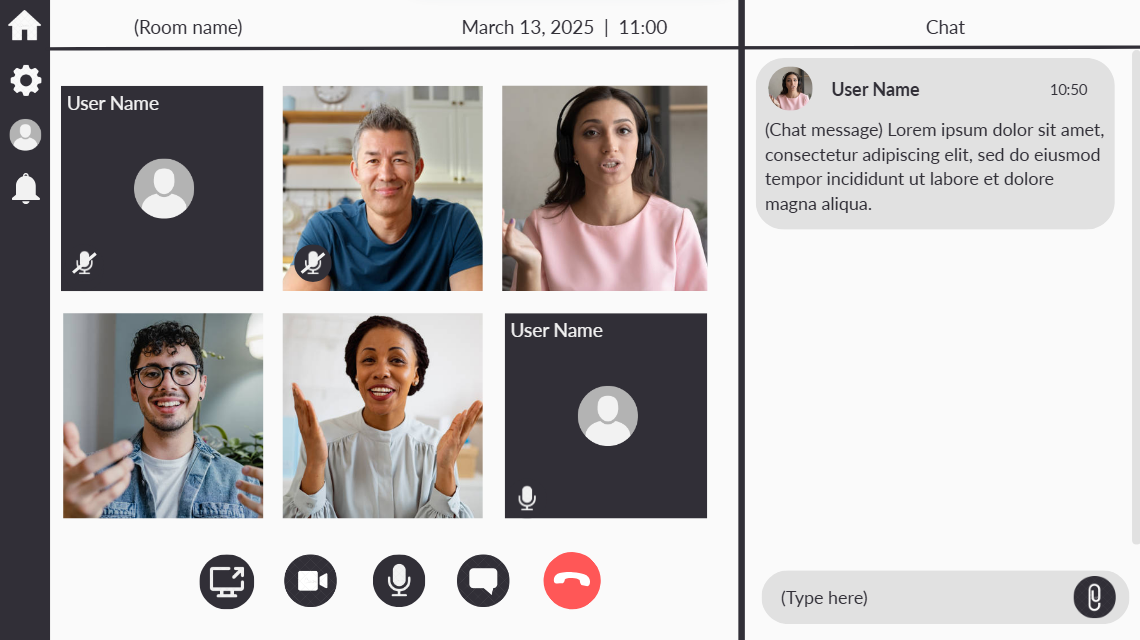 (Room name)
March 13, 2025 | 11:00
Chat
User Name
User Name
User Name 10:50
(Chat message) Lorem ipsum dolor sit amet,
consectetur adipiscing elit, sed do eiusmod
tempor incididunt ut labore et dolore
magna aliqua.
(Type here)